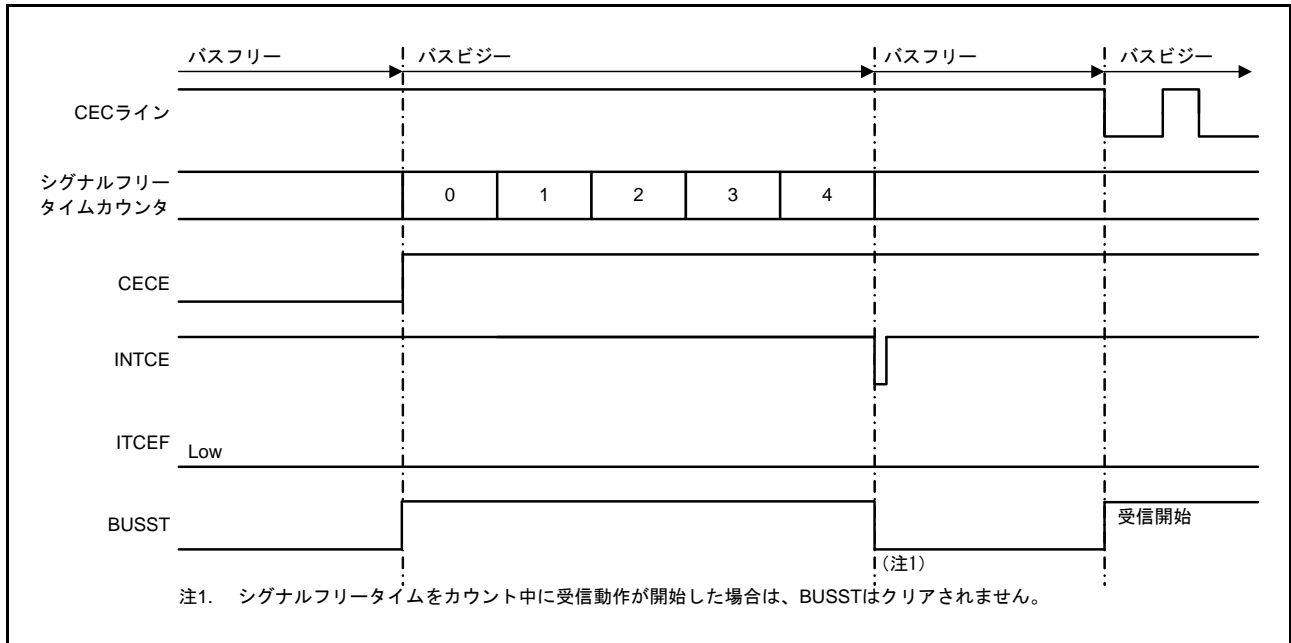 バスフリー バスビジー バスフリー バスビジー
CECライン
シグナルフリー
タイムカウンタ
0 1 2 3 4
CECE
INTCE
ITCEF
Low
BUSST
受信開始
（注1）
注1. シグナルフリータイムをカウント中に受信動作が開始した場合は、BUSSTはクリアされません。